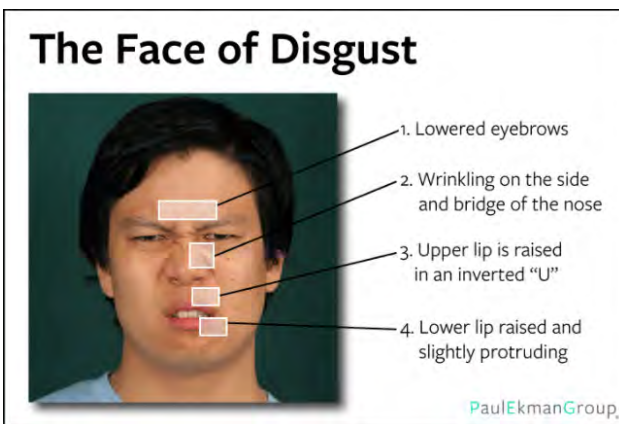 The Face of Disgust
1. Lowered eyebrows
2. Wrinkling on the side
and bridge of the nose
3. Upper lip is raised
in an inverted “U”
4. Lower lip raised and
slightly protruding
PaulEkmanGroup